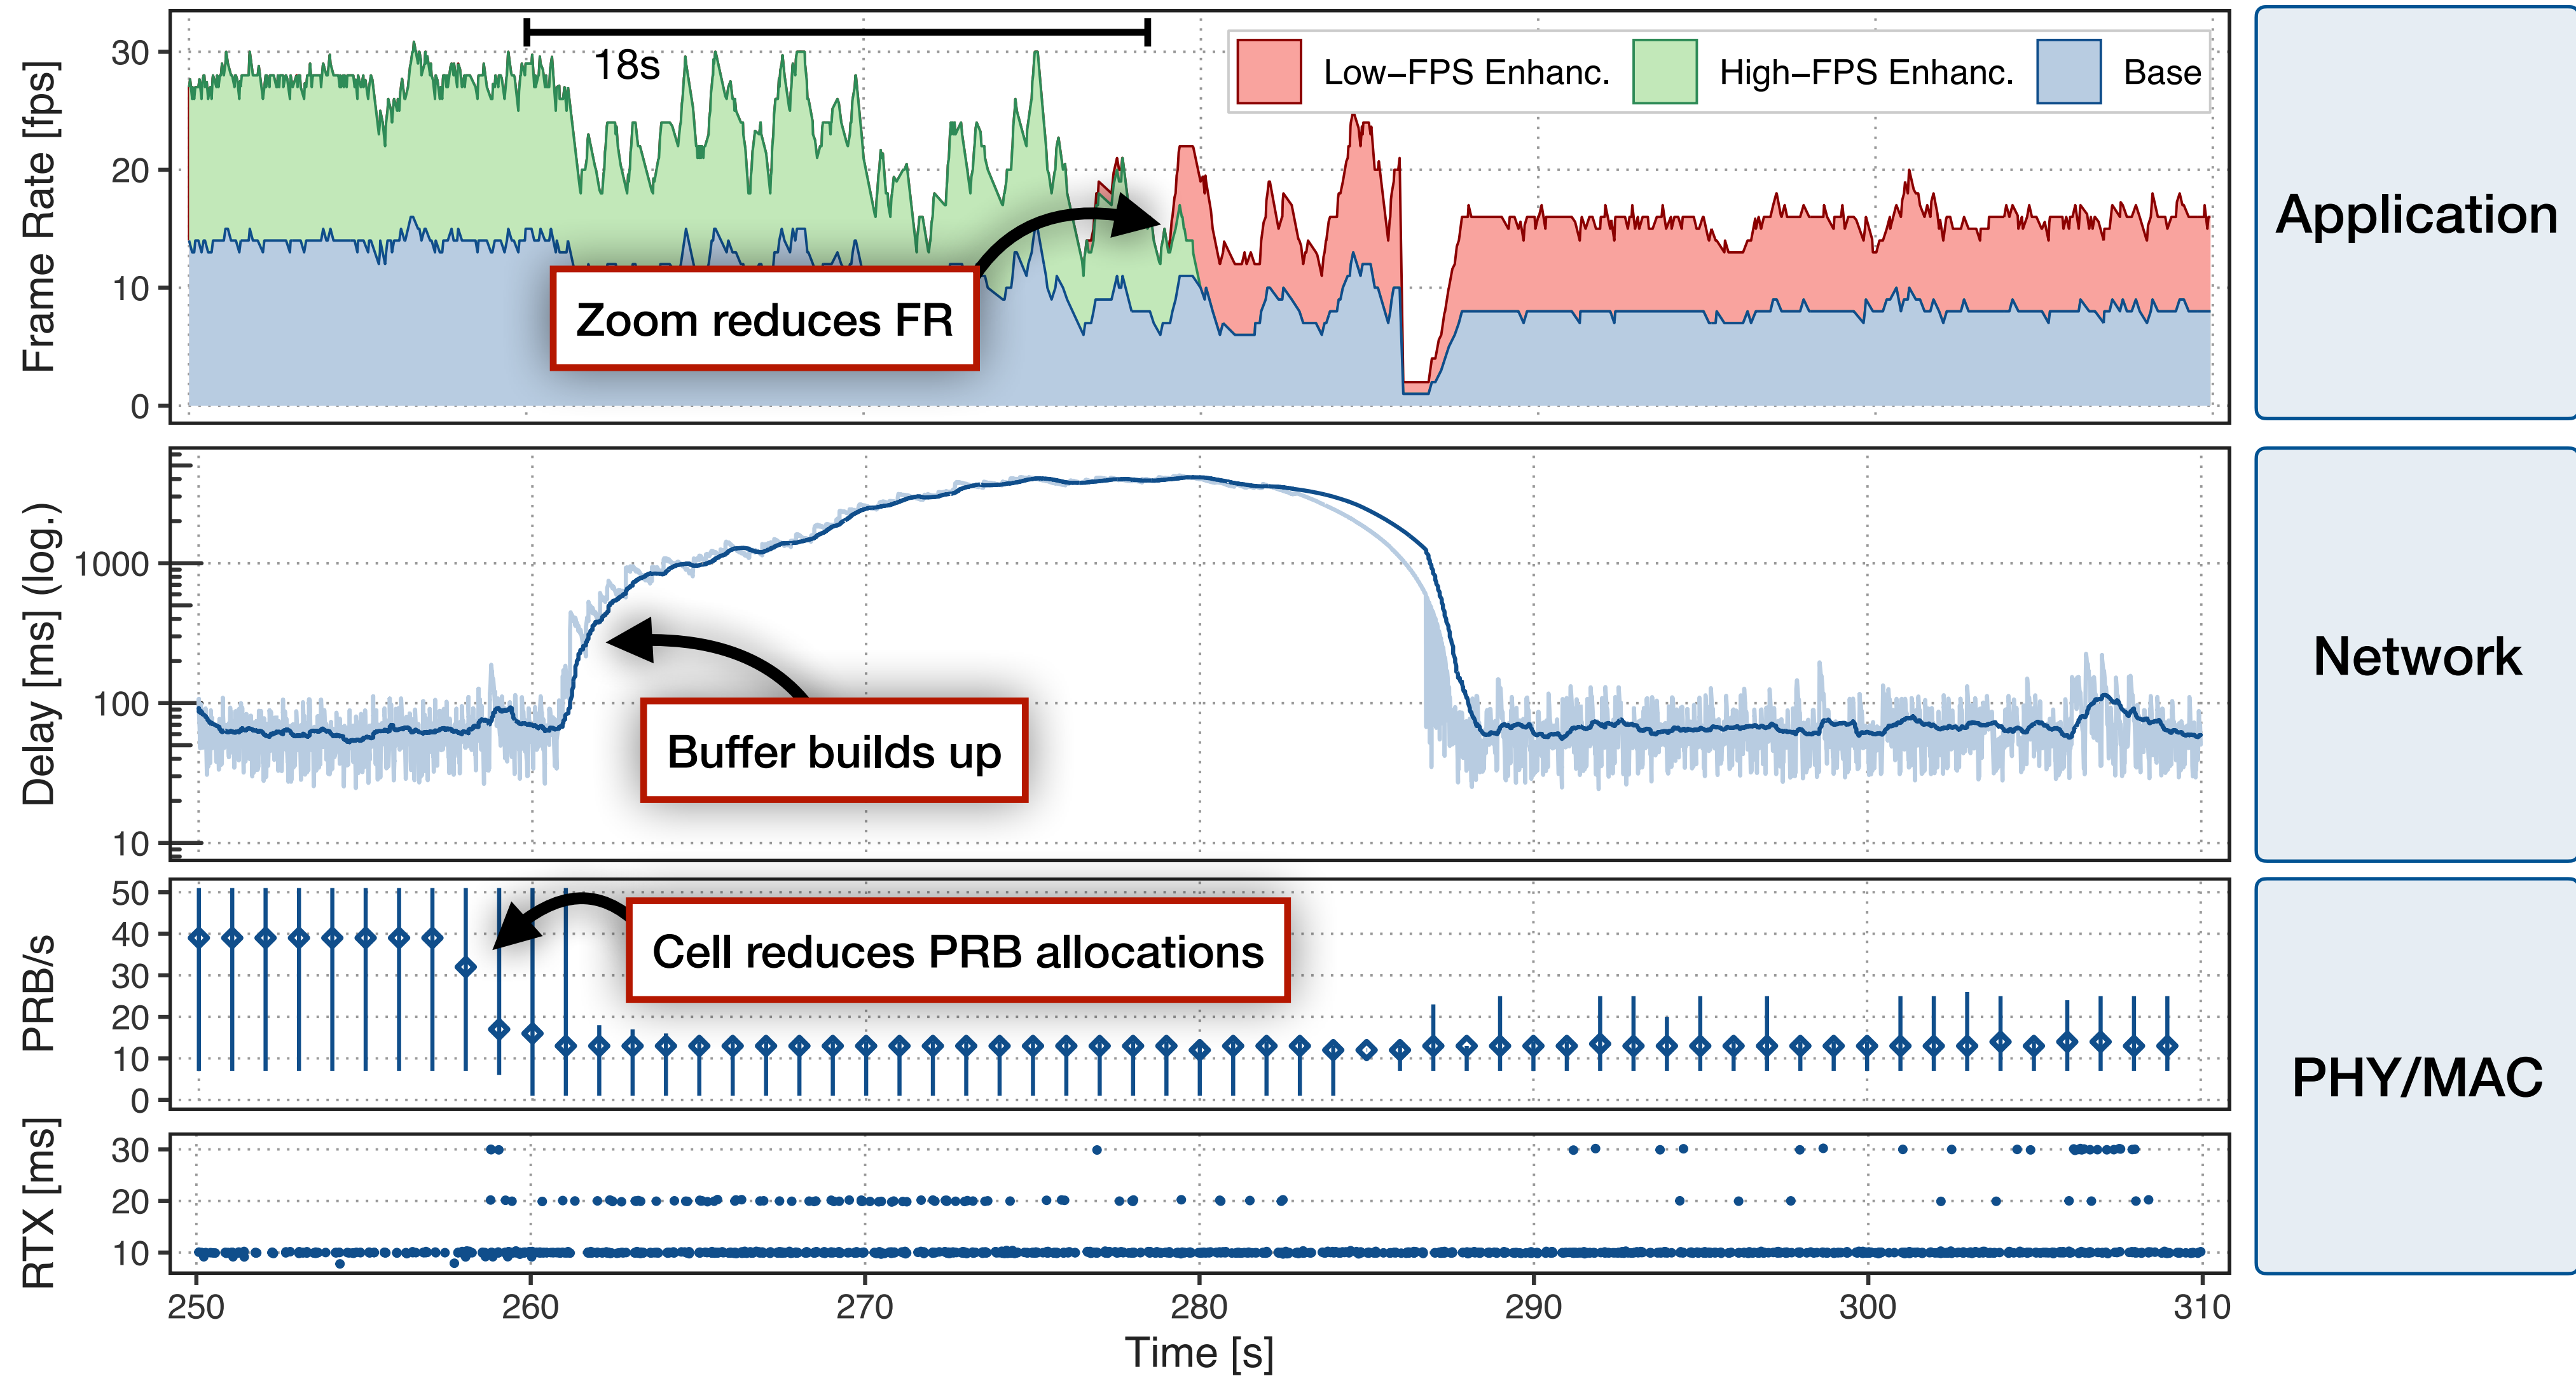 Frame Rate [fps]
30
20
10
0
18s
Low–FPS Enhanc.
High–FPS Enhanc.
Base
Zoom reduces FR
Application
Delay [ms] (log.)
1000
100
10
Buffer builds up
Network
PRB/s
50
40
30
20
10
0
Cell reduces PRB allocations
PHY/MAC
RTX [ms]
30
20
10
250 260 270 280 290 300 310
Time [s]